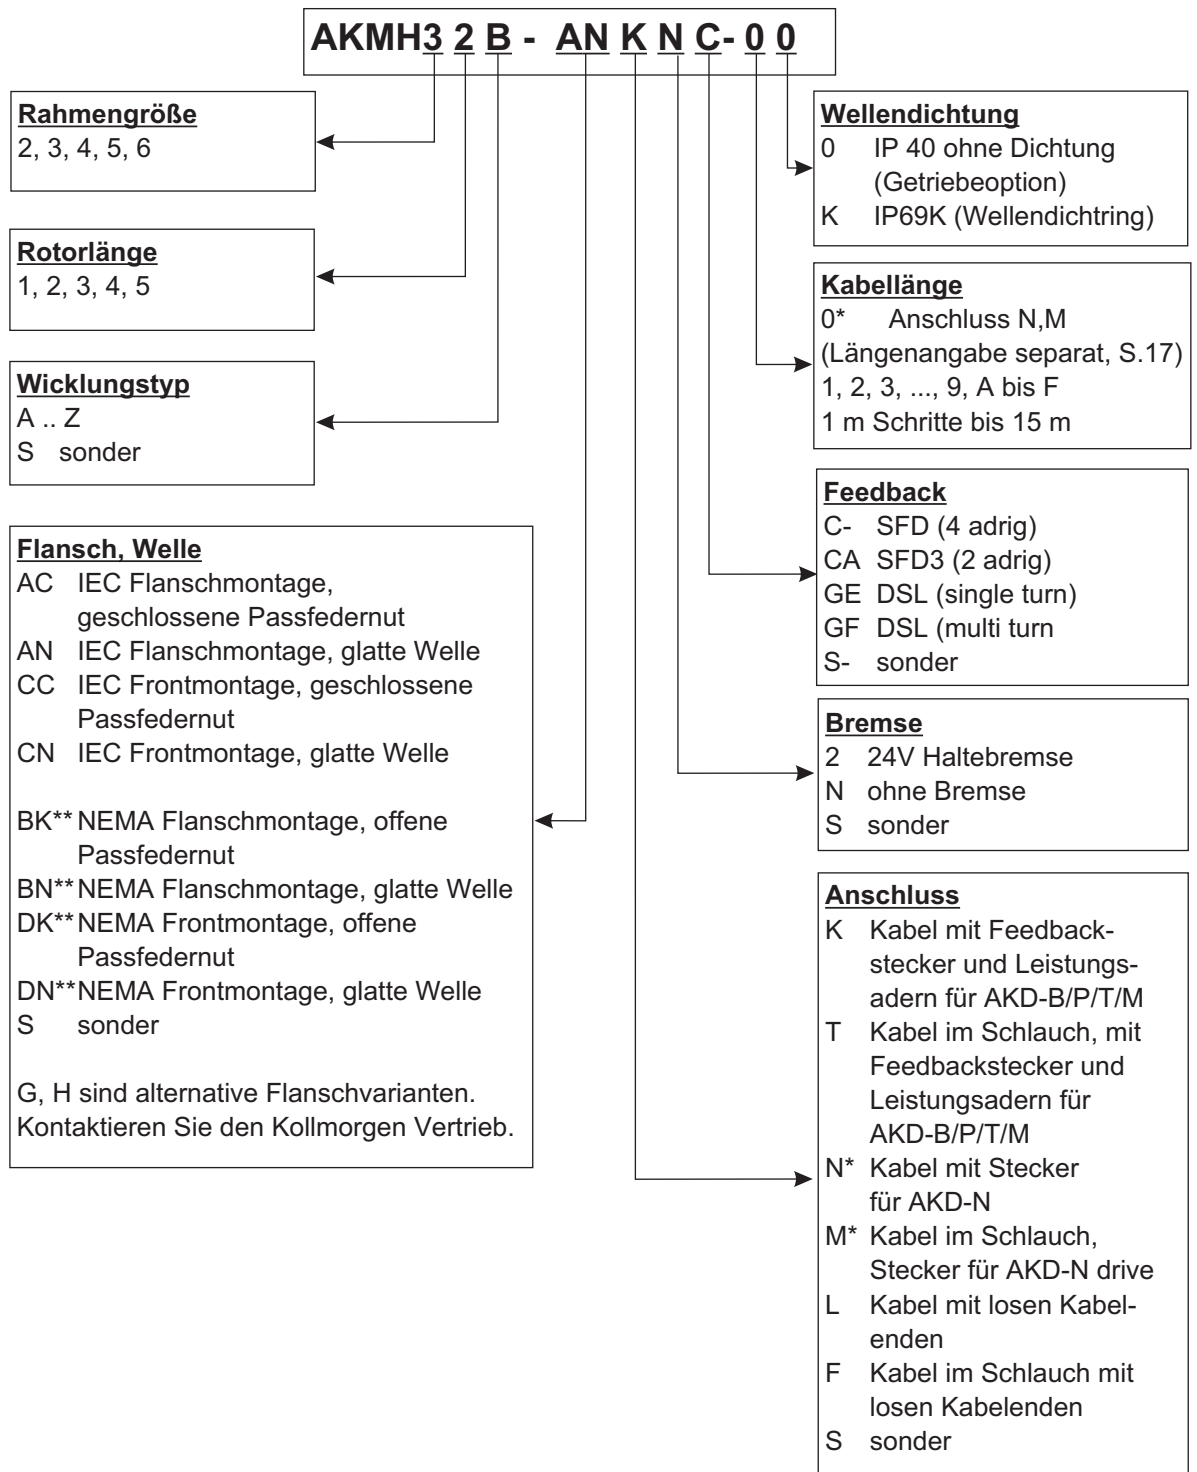 AKMH3 2 B - AN K N C- 0 0
Rahmengröße
2, 3, 4, 5, 6
Rotorlänge
1, 2, 3, 4, 5
Wicklungstyp
A .. Z
S sonder
Flansch, Welle
AC IEC Flanschmontage,
geschlossene Passfedernut
AN IEC Flanschmontage, glatte Welle
CC IEC Frontmontage, geschlossene
Passfedernut
CN IEC Frontmontage, glatte Welle
BK** NEMA Flanschmontage, offene
Passfedernut
BN** NEMA Flanschmontage, glatte Welle
DK** NEMA Frontmontage, offene
Passfedernut
DN** NEMA Frontmontage, glatte Welle
S sonder
G, H sind alternative Flanschvarianten.
Kontaktieren Sie den Kollmorgen Vertrieb.
Wellendichtung
0 IP 40 ohne Dichtung
(Getriebeoption)
K IP69K (Wellendichtring)
Kabellänge
0* Anschluss N,M
(Längenangabe separat, S.17)
1, 2, 3, ..., 9, A bis F
1 m Schritte bis 15 m
Feedback
C- SFD (4 adrig)
CA SFD3 (2 adrig)
GE DSL (single turn)
GF DSL (multi turn
S- sonder
Bremse
2 24V Haltebremse
N ohne Bremse
S sonder
Anschluss
K Kabel mit Feedback-
stecker und Leistungs-
adern für AKD-B/P/T/M
T Kabel im Schlauch, mit
Feedbackstecker und
Leistungsadern für
AKD-B/P/T/M
N* Kabel mit Stecker
für AKD-N
M* Kabel im Schlauch,
Stecker für AKD-N drive
L Kabel mit losen Kabel-
enden
F Kabel im Schlauch mit
losen Kabelenden
S sonder